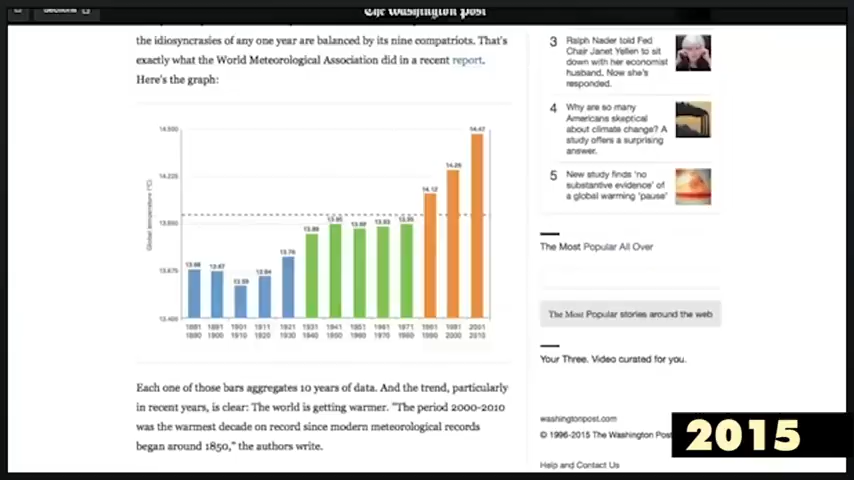 The Washington Post
the idiosyncrasies of any one year are balanced by its nine compatriots. That's
exactly what the World Meteorological Association did in a recent report.
Here's the graph:
14.500
14.225
13.950
13.675
13.400
Global temperature (°C)
13.68
13.67
13.59
13.64
13.76
13.89
13.95
13.92
13.93
13.95
14.12
14.26
14.47
1881 1891 1901 1911 1921 1931 1941 1951 1961 1971 1981 1991 2001
1890 1900 1910 1920 1930 1940 1950 1960 1970 1980 1990 2000 2010
Each one of those bars aggregates 10 years of data. And the trend, particularly
in recent years, is clear: The world is getting warmer. "The period 2000-2010
was the warmest decade on record since modern meteorological records
began around 1850," the authors write.
3 Ralph Nader told Fed
Chair Janet Yellen to sit
down with her economist
husband. Now she's
responded.
4 Why are so many
Americans skeptical
about climate change? A
study offers a surprising
answer.
5 New study finds 'no
substantive evidence' of
a global warming 'pause'
The Most Popular All Over
The Most Popular stories around the web
Your Three. Video curated for you.
washingtonpost.com
© 1996-2015 The Washington Post
Help and Contact Us
2015